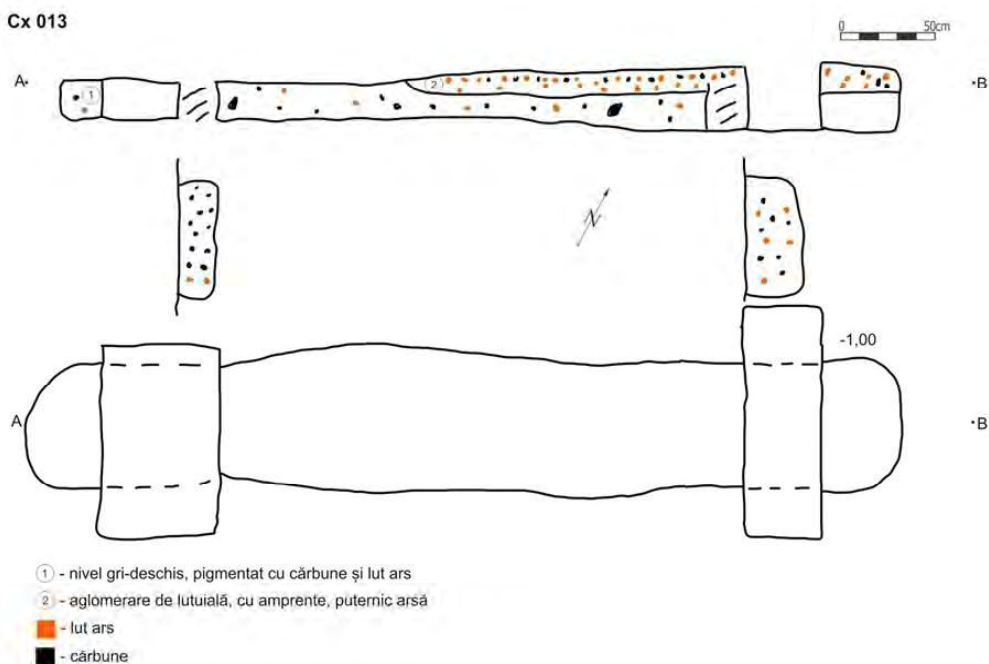 Cx 013
0 50cm
A
B
1
2
N
-1,00
A
B
1 - nivel gri-deschis, pigmentat cu cărbune și lut ars
2 - aglomerare de lutuială, cu amprente, puternic arsă
- lut ars
- cărbune